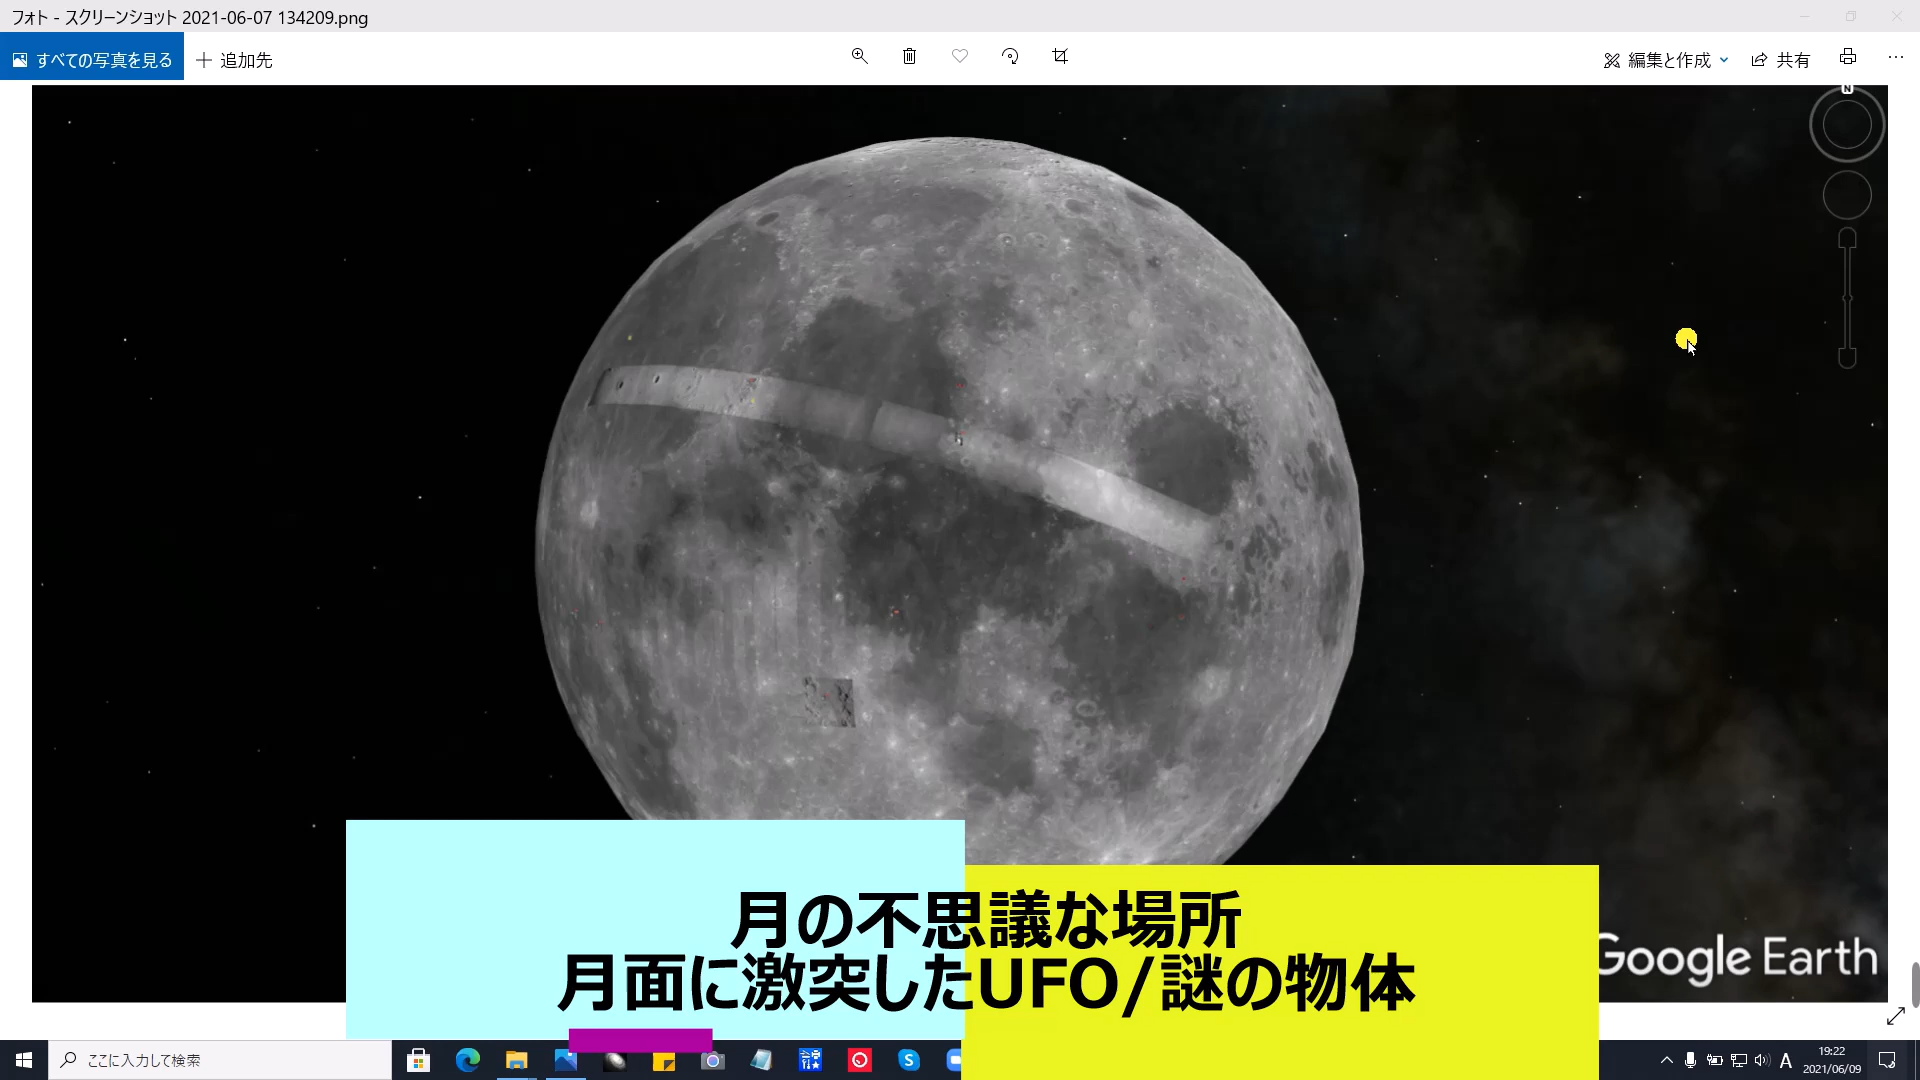 フォト - スクリーンショット 2021-06-07 134209.png
すべての写真を見る
追加先
編集と作成
共有
N
Google Earth
月の不思議な場所
月面に激突したUFO/謎の物体
ここに入力して検索
A
19:22
2021/06/09